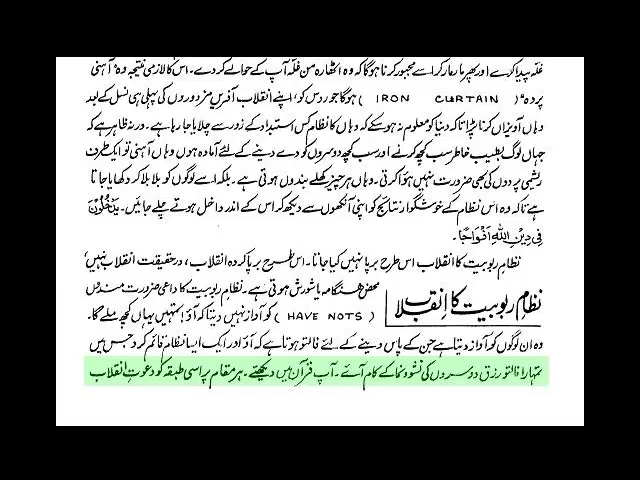 غلّہ پیدا کرے اور پھر مار مار کر اسے مجبور کرنا ہوگا کہ وہ اٹھارہ من غلّہ آپ کے حوالے کر دے۔ اس کا لازمی نتیجہ وہ "آہنی
پردہ" (IRON CURTAIN) ہوگا جو روس کو، اپنے انقلاب آفریں مزدوروں کی پہلی ہی نسل کے بعد
وہاں آویزاں کرنا پڑا تاکہ دنیا کو معلوم نہ ہو سکے کہ وہاں کا نظام کس استبداد کے زور سے چلایا جا رہا ہے۔ ورنہ ظاہر ہے کہ
جہاں لوگ بطیب خاطر سب کچھ کرنے اور سب کچھ دوسروں کو دے دینے کے لئے آمادہ ہوں وہاں آہنی تو ایک طرف
ریشمی پردوں کی بھی ضرورت نہیں ہؤا کرتی۔ وہاں ہر چیز کھلے بندوں ہوتی ہے۔ بلکہ اسے لوگوں کو بلا بلا کر دکھایا جاتا
ہے تاکہ وہ اس نظام کے خوشگوار نتائج کو اپنی آنکھوں سے دیکھ کر اس کے اندر داخل ہوتے چلے جائیں۔ يَدْخُلُوْنَ
فِيْ دِيْنِ اللّٰهِ اَفْوَاجًا۔
نظامِ ربوبیت کا انقلاب اس طرح برپا نہیں کیا جاتا۔ اس طرح برپا کردہ انقلاب، درحقیقت انقلاب نہیں
نظامِ ربوبیت کا انقلاب
محض ہنگامہ یا شورش ہوتی ہے۔ نظامِ ربوبیت کا داعی ضرورت مندوں
(HAVE NOTS) کو آواز نہیں دیتا کہ آؤ! تمہیں یہاں کچھ ملے گا۔
وہ ان لوگوں کو آواز دیتا ہے جن کے پاس دینے کے لئے فالتو ہوتا ہے کہ آؤ اور ایک ایسا نظام قائم کرو جس میں
تمہارا فالتو رزق دوسروں کی نشوونما کے کام آئے۔ آپ قرآن میں دیکھئے۔ ہر مقام پر اسی طبقہ کو دعوتِ انقلاب